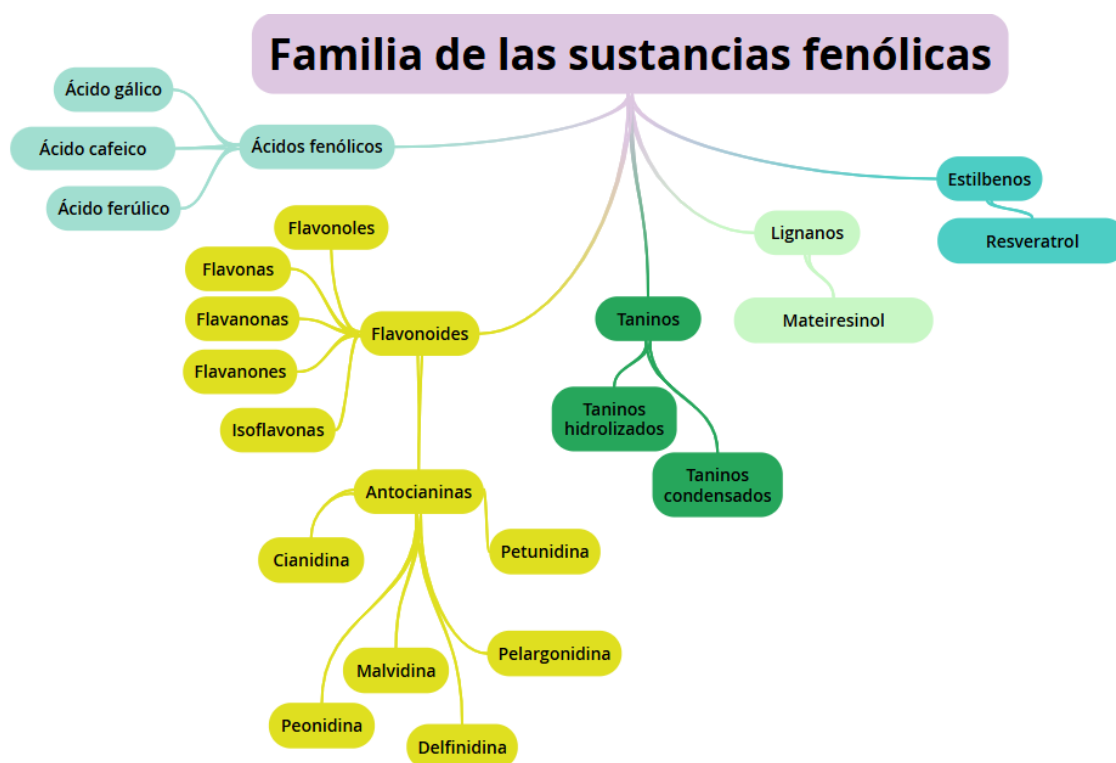 Familia de las sustancias fenólicas
Ácidos fenólicos
Ácido gálico
Ácido cafeico
Ácido ferúlico
Flavonoides
Flavonoles
Flavonas
Flavanonas
Flavanones
Isoflavonas
Antocianinas
Cianidina
Peonidina
Malvidina
Delfinidina
Pelargonidina
Petunidina
Taninos
Taninos
hidrolizados
Taninos
condensados
Lignanos
Mateiresinol
Estilbenos
Resveratrol